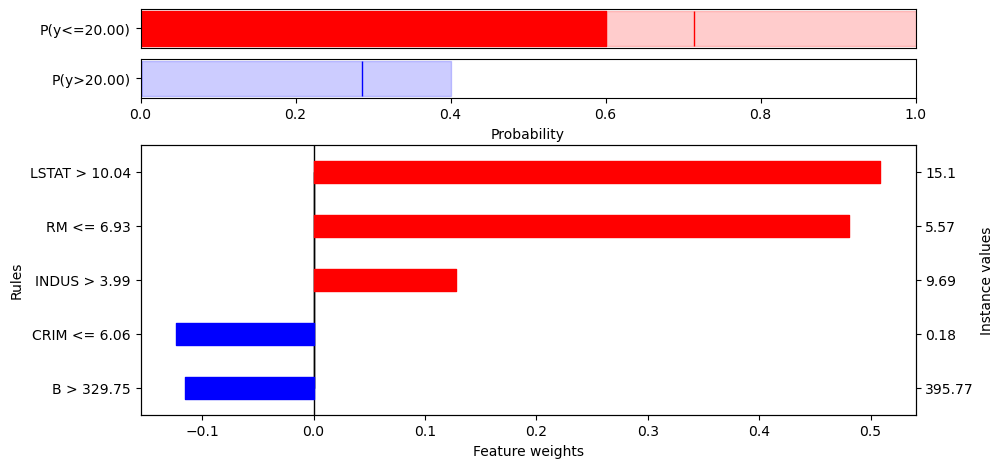 P(y<=20.00)
P(y>20.00)
0.0 0.2 0.4 0.6 0.8 1.0
Probability
LSTAT > 10.04 15.1
RM <= 6.93 5.57
INDUS > 3.99 9.69
CRIM <= 6.06 0.18
B > 329.75 395.77
Rules
Instance values
−0.1 0.0 0.1 0.2 0.3 0.4 0.5
Feature weights